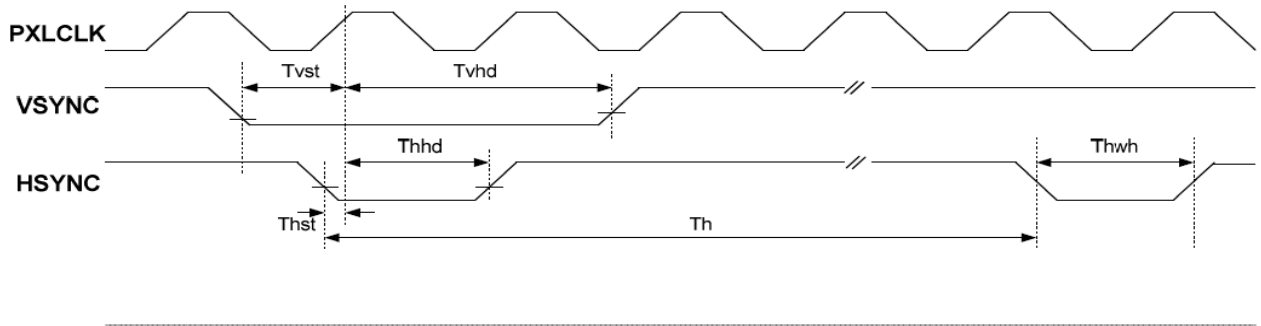 PXLCLK
Tvst Tvhd
VSYNC
Thhd Thwh
HSYNC
Thst Th